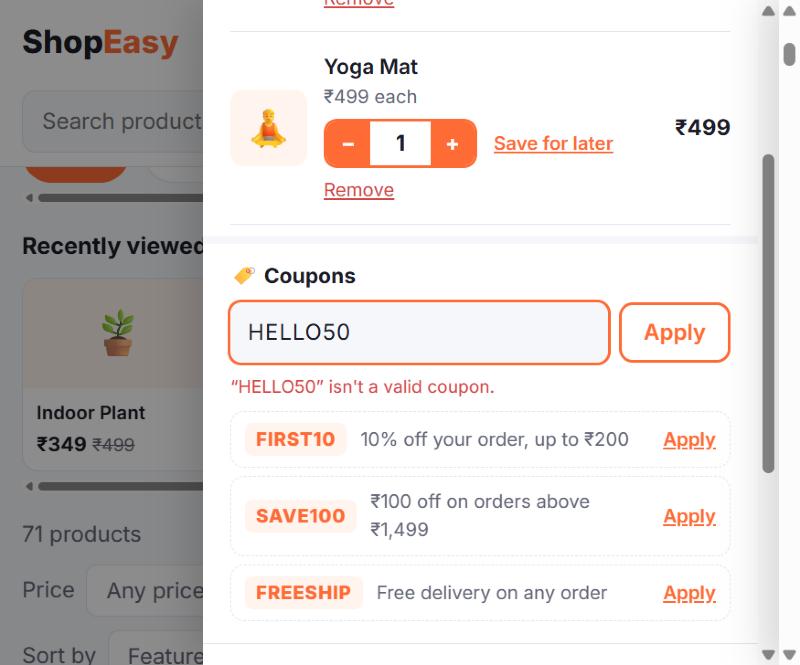 ShopEasy
Search product
Recently viewed
Indoor Plant
₹349 ₹499
71 products
Price Any price
Sort by Feature
Remove
Yoga Mat
₹499 each
− 1 + Save for later
₹499
Remove
Coupons
HELLO50 Apply
“HELLO50” isn't a valid coupon.
FIRST10 10% off your order, up to ₹200 Apply
SAVE100 ₹100 off on orders above
₹1,499 Apply
FREESHIP Free delivery on any order Apply